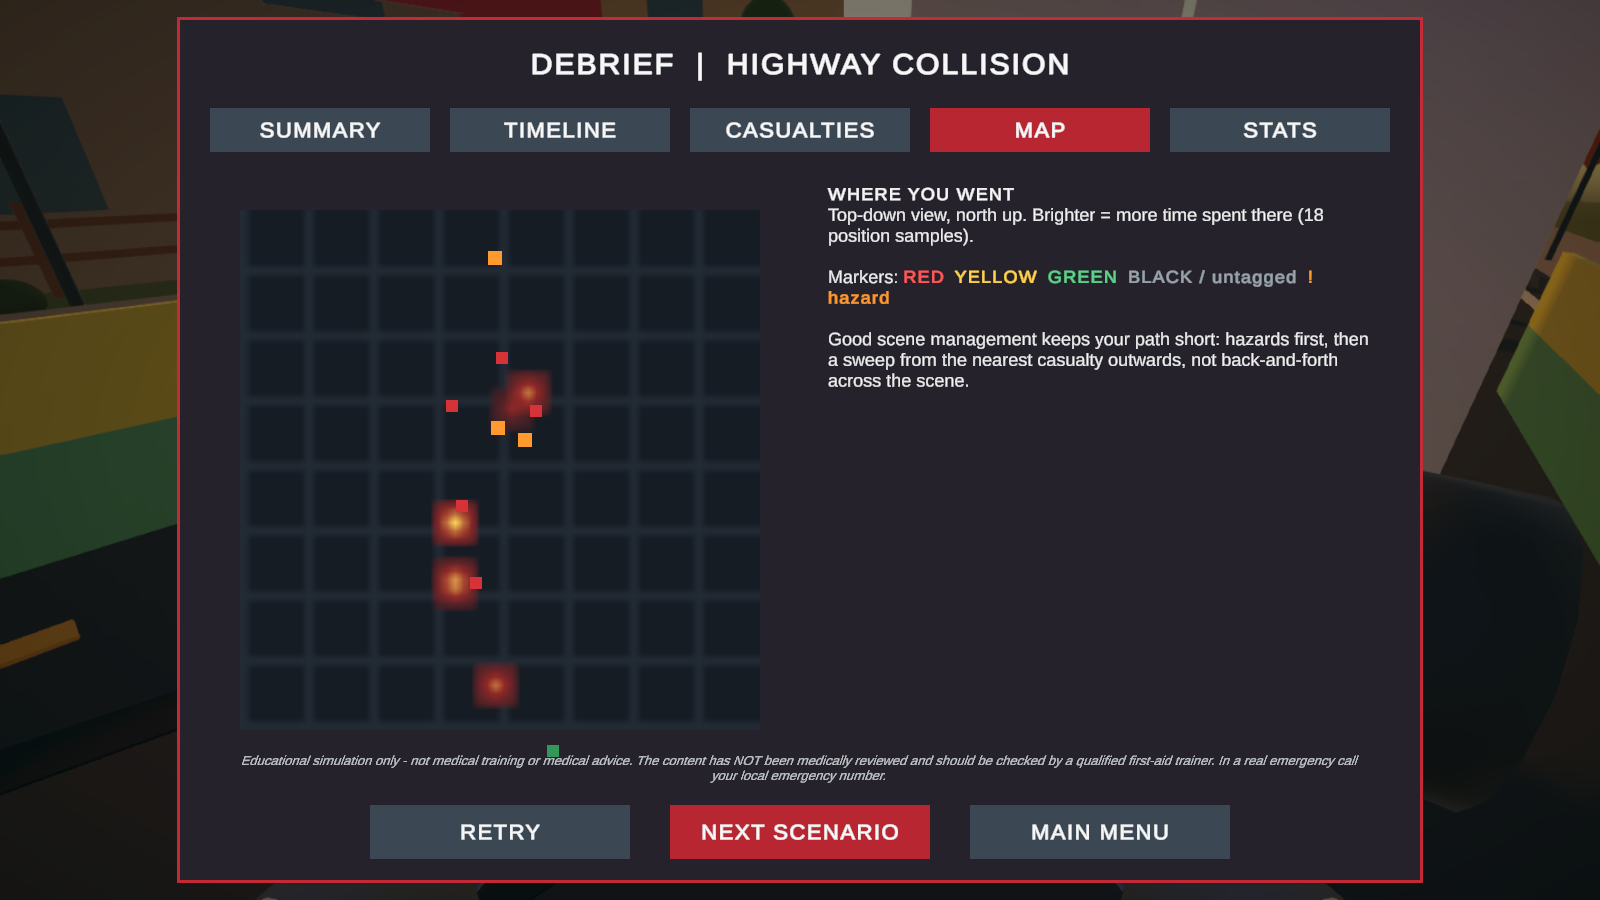 DEBRIEF | HIGHWAY COLLISION
SUMMARY
TIMELINE
CASUALTIES
MAP
STATS
WHERE YOU WENT
Top-down view, north up. Brighter = more time spent there (18
position samples).
Markers: RED YELLOW GREEN BLACK / untagged !
hazard
Good scene management keeps your path short: hazards first, then
a sweep from the nearest casualty outwards, not back-and-forth
across the scene.
Educational simulation only - not medical training or medical advice. The content has NOT been medically reviewed and should be checked by a qualified first-aid trainer. In a real emergency call
your local emergency number.
RETRY
NEXT SCENARIO
MAIN MENU